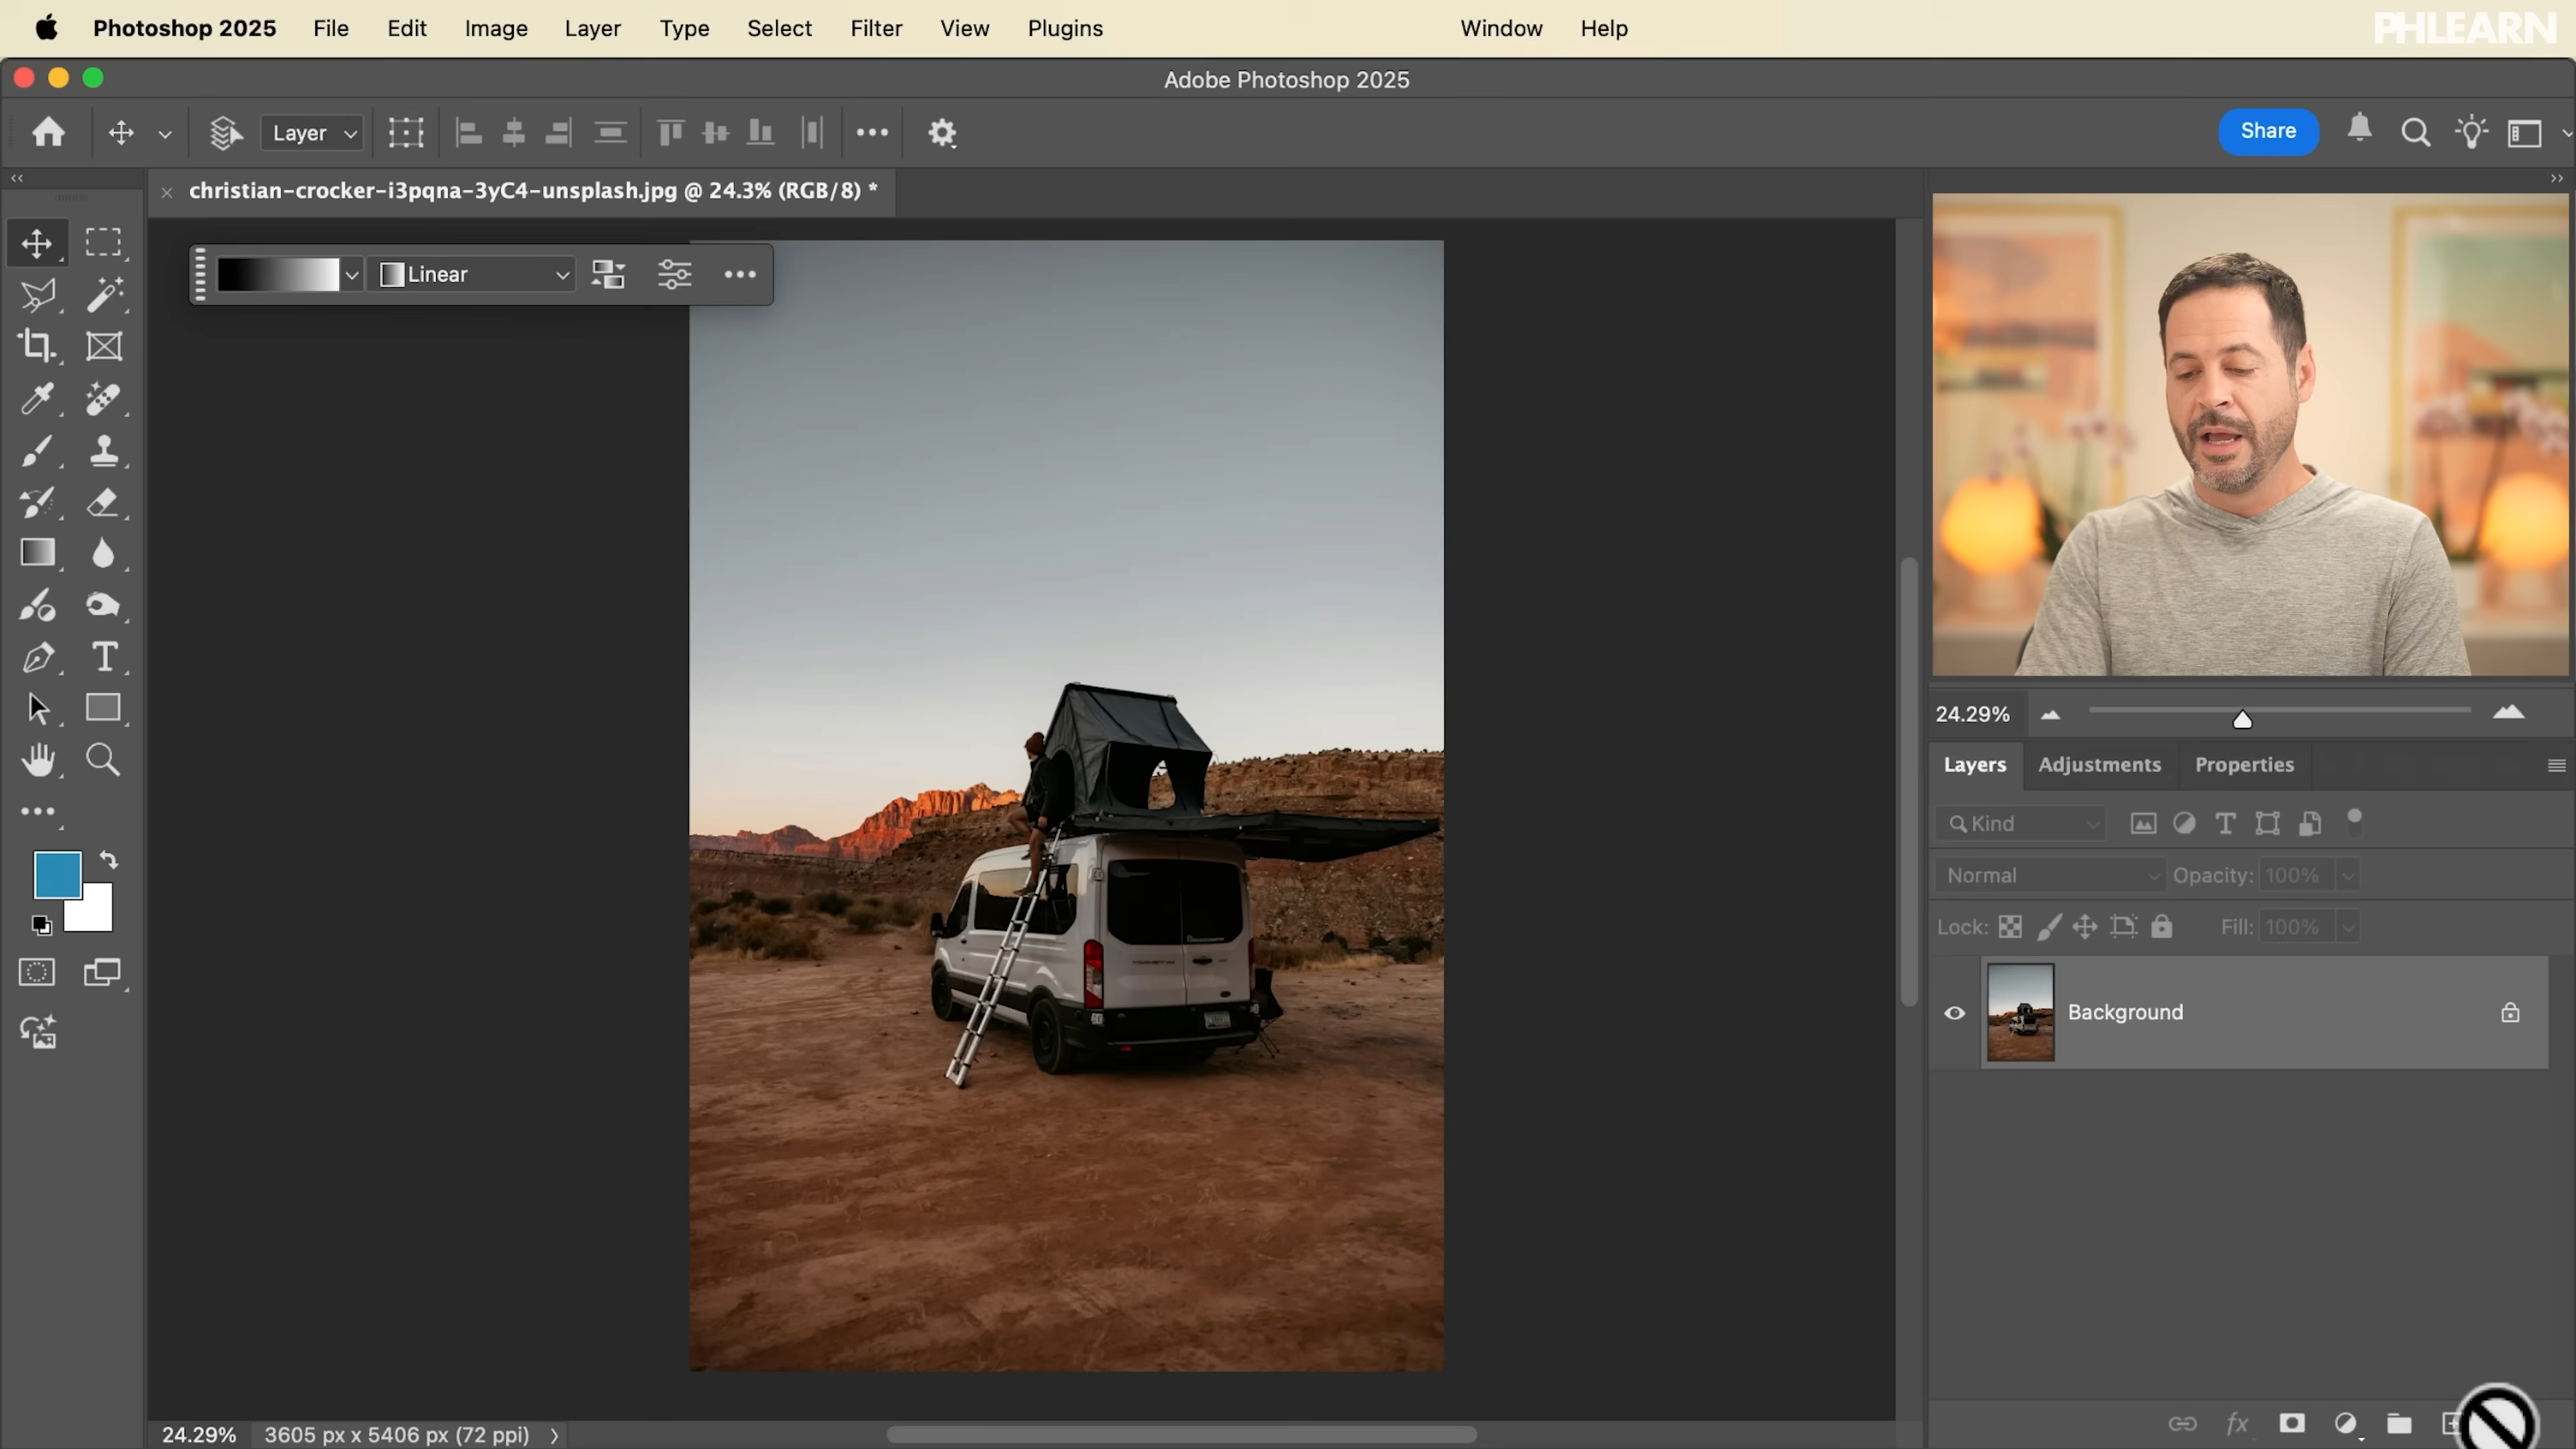 Photoshop 2025 File Edit Image Layer Type Select Filter View Plugins Window Help
PHLEARN
Adobe Photoshop 2025
Layer
Share
christian-crocker-i3pqna-3yC4-unsplash.jpg @ 24.3% (RGB/8) *
Linear
24.29%
Layers Adjustments Properties
Kind
Normal Opacity: 100%
Lock: Fill: 100%
Background
fx
24.29% 3605 px x 5406 px (72 ppi)